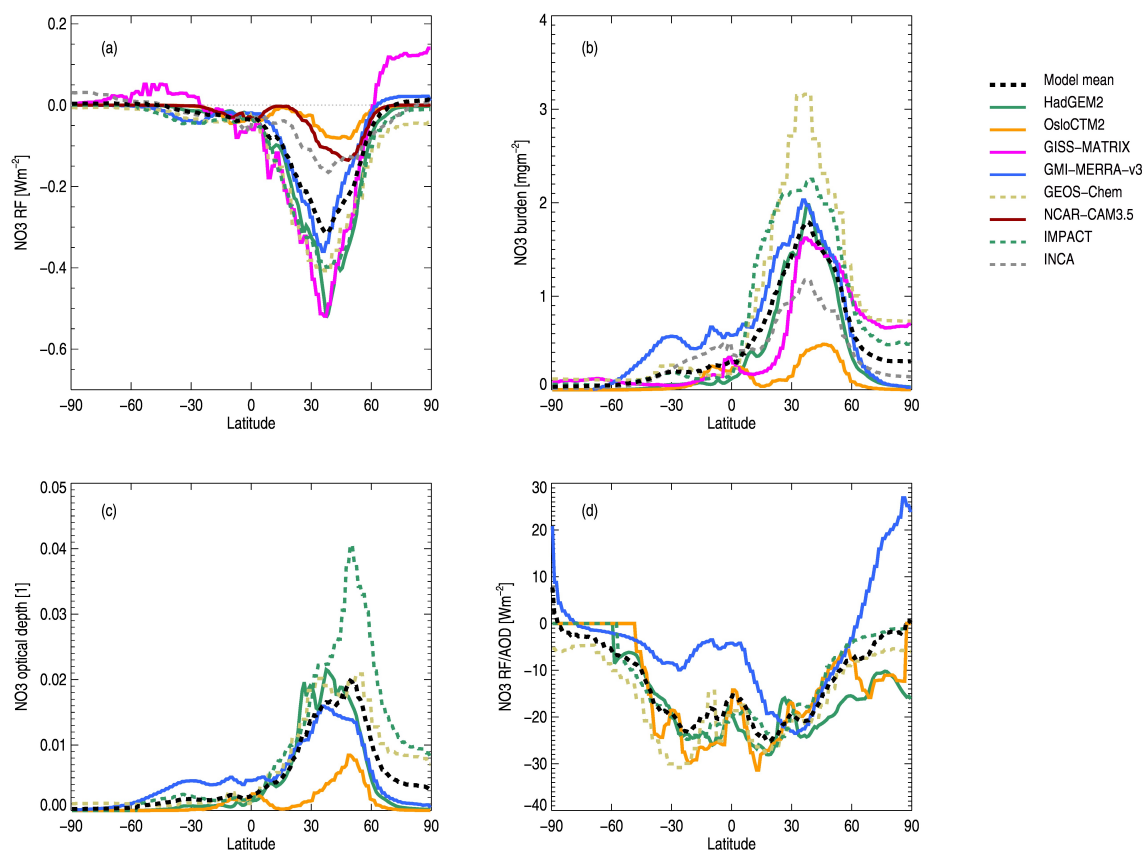 (a)
NO3 RF [Wm−2]
0.2
0.0
−0.2
−0.4
−0.6
−90 −60 −30 0 30 60 90
Latitude
(b)
NO3 burden [mgm−2]
4
3
2
1
0
−90 −60 −30 0 30 60 90
Latitude
Model mean
HadGEM2
OsloCTM2
GISS−MATRIX
GMI−MERRA−v3
GEOS−Chem
NCAR−CAM3.5
IMPACT
INCA
(c)
NO3 optical depth [1]
0.05
0.04
0.03
0.02
0.01
0.00
−90 −60 −30 0 30 60 90
Latitude
(d)
NO3 RF/AOD [Wm−2]
30
20
10
0
−10
−20
−30
−40
−90 −60 −30 0 30 60 90
Latitude